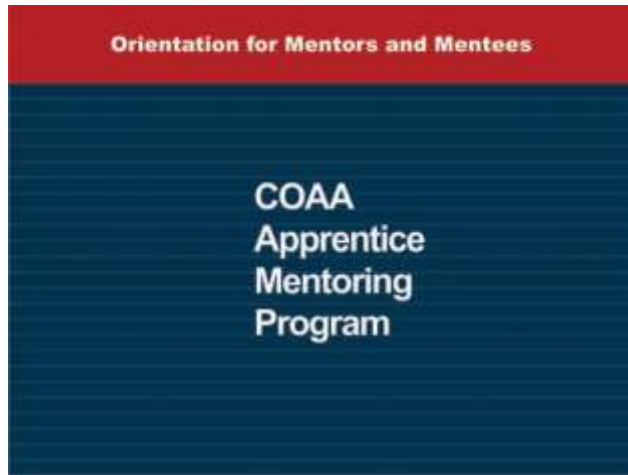 Orientation for Mentors and Mentees
COAA
Apprentice
Mentoring
Program